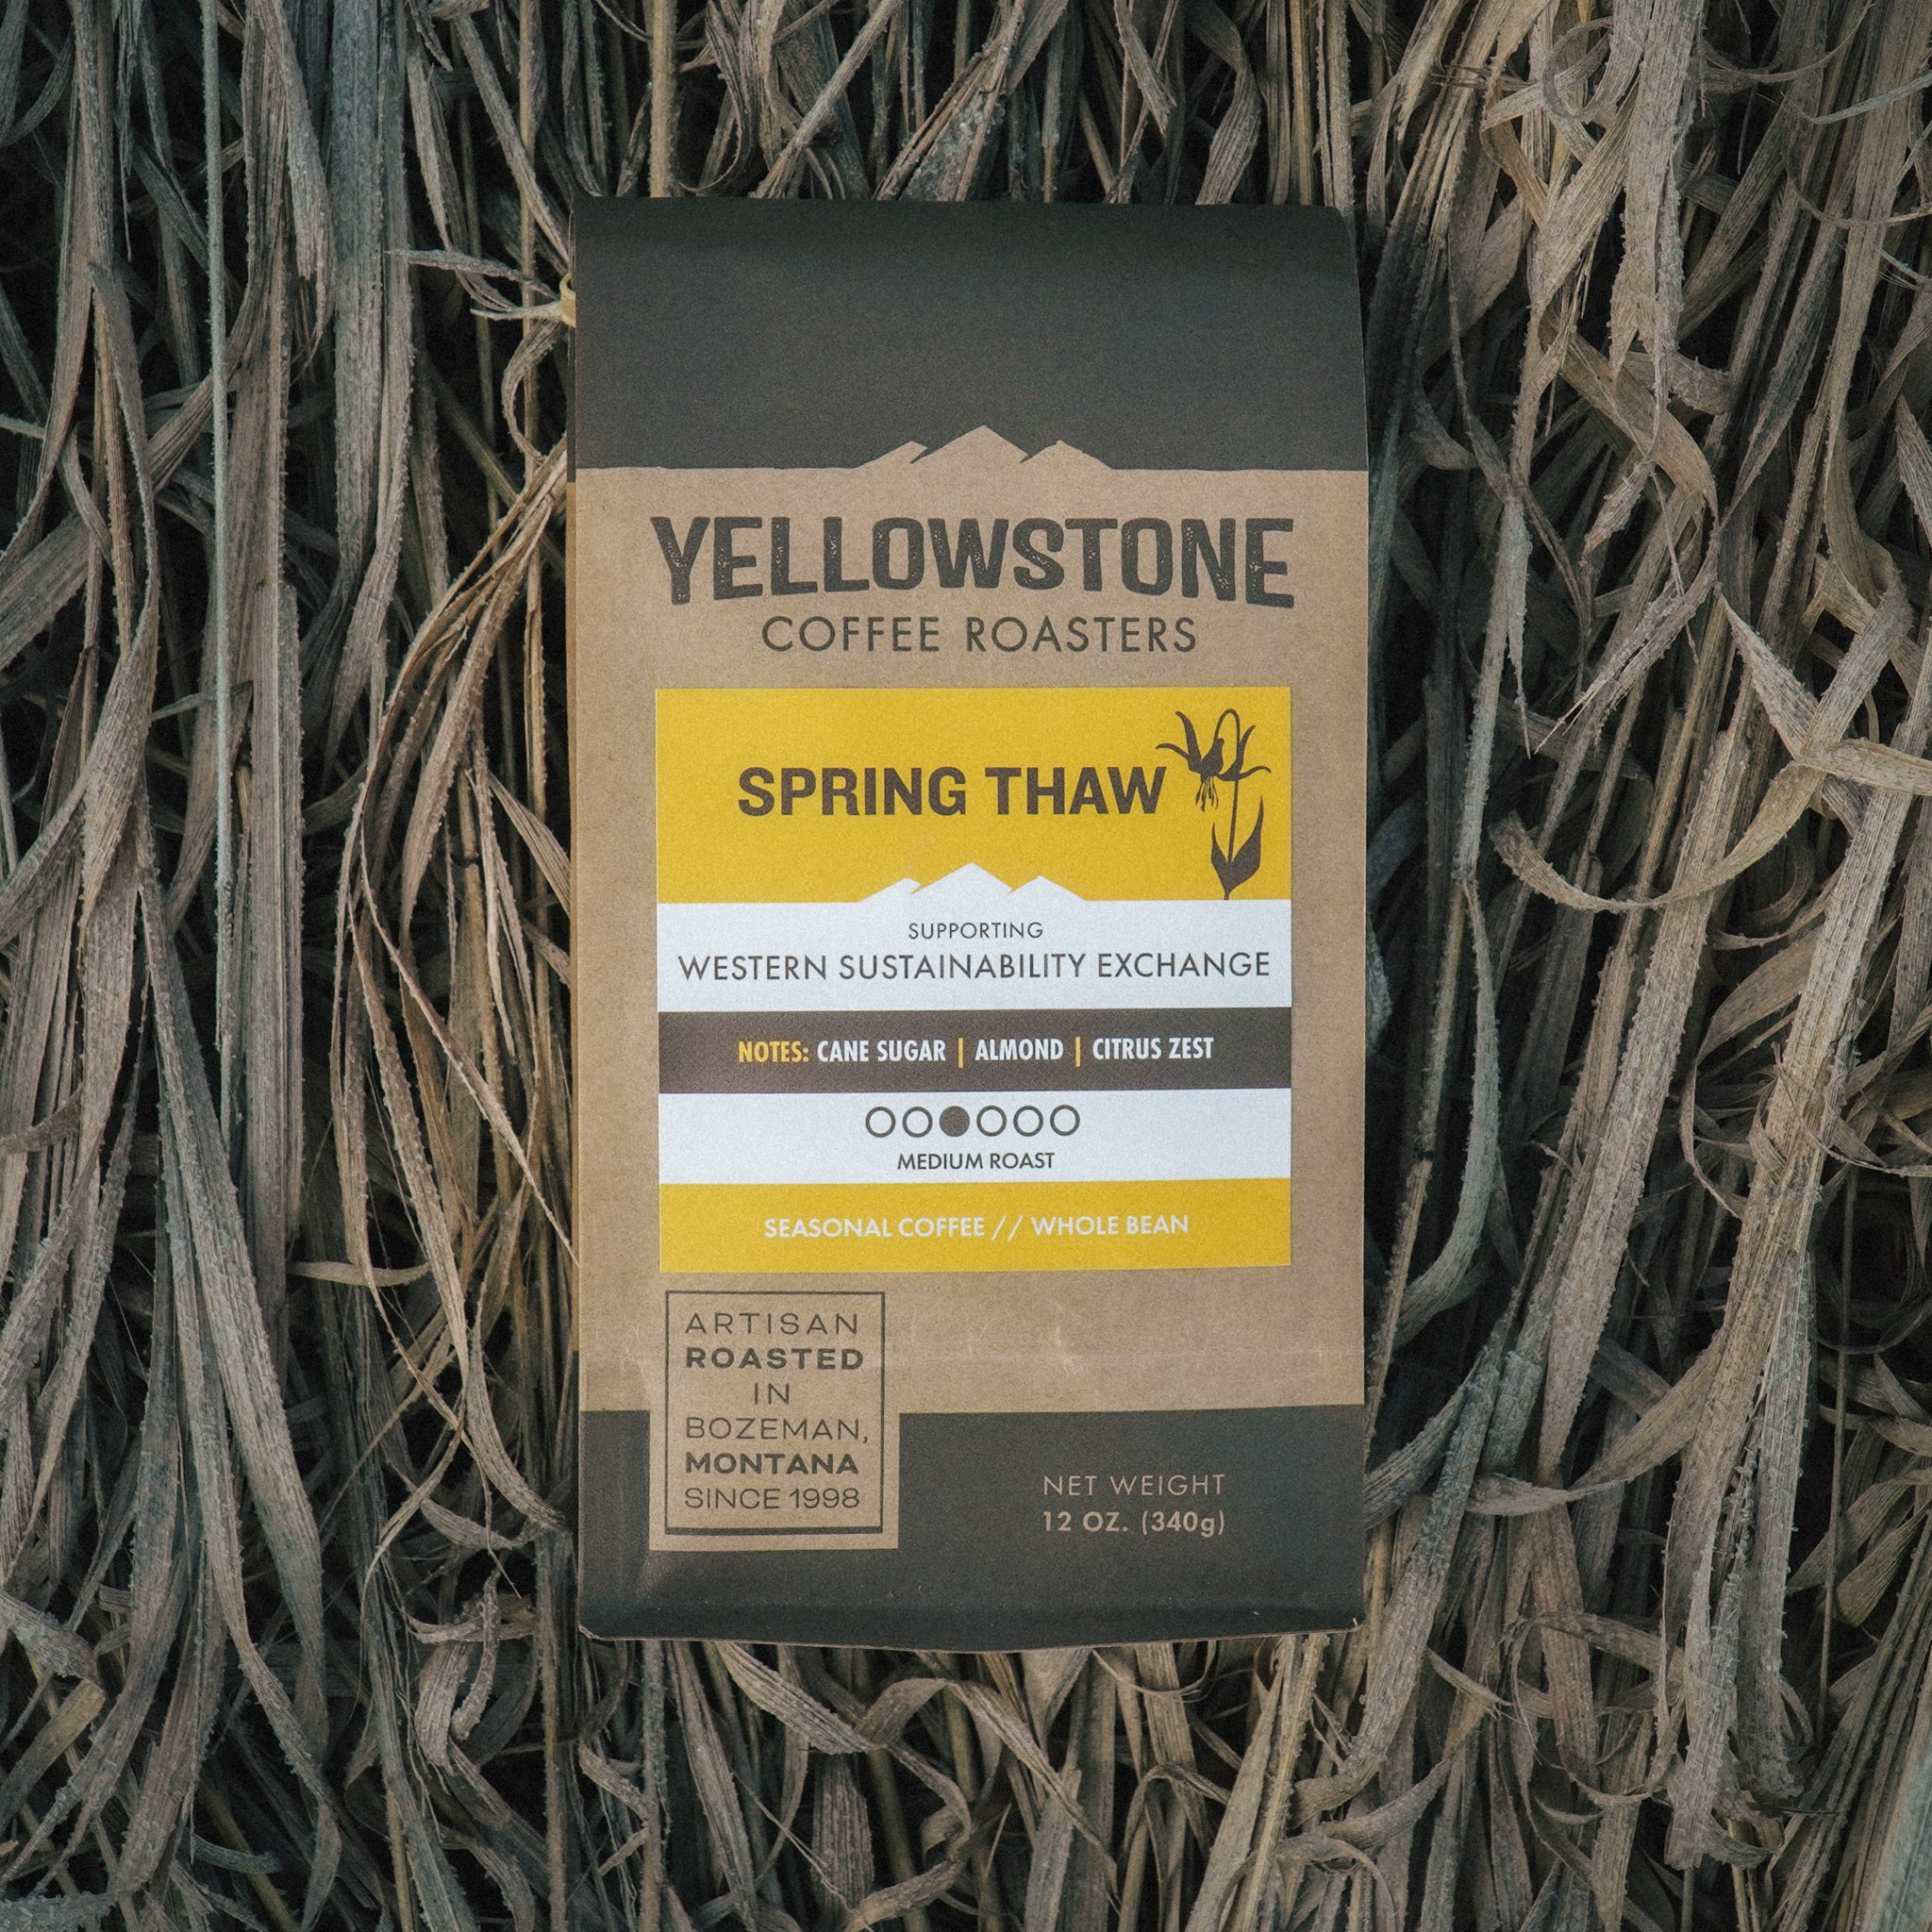 YELLOWSTONE
COFFEE ROASTERS
SPRING THAW
SUPPORTING
WESTERN SUSTAINABILITY EXCHANGE
NOTES: CANE SUGAR | ALMOND | CITRUS ZEST
MEDIUM ROAST
SEASONAL COFFEE // WHOLE BEAN
ARTISAN
ROASTED
IN
BOZEMAN,
MONTANA
SINCE 1998
NET WEIGHT
12 OZ. (340g)